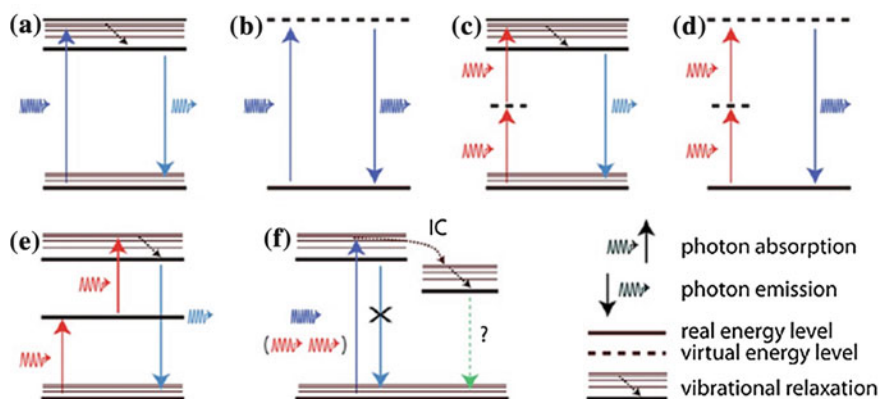 (a)
(b)
(c)
(d)
(e)
(f)
IC
?
( )
photon absorption
photon emission
real energy level
virtual energy level
vibrational relaxation